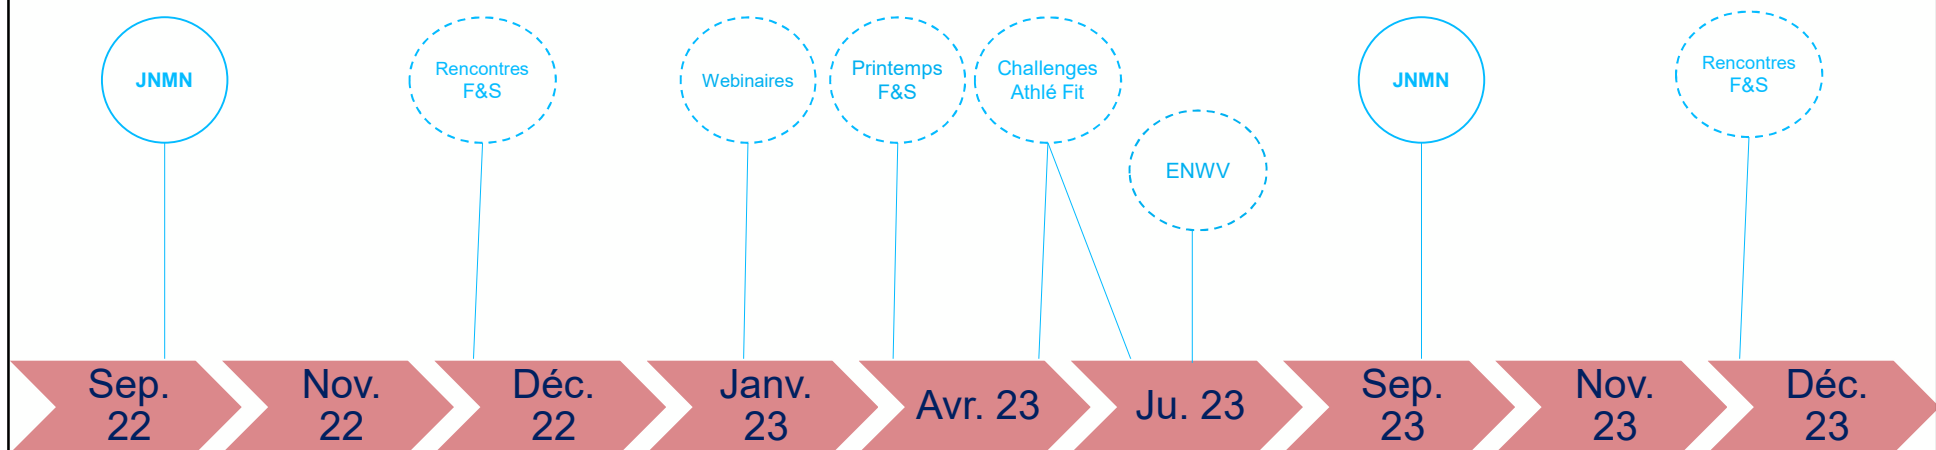 JNMN
Rencontres
F&S
Webinaires
Printemps
F&S
Challenges
Athlé Fit
ENWV
JNMN
Rencontres
F&S
Sep.
22
Nov.
22
Déc.
22
Janv.
23
Avr. 23
Ju. 23
Sep.
23
Nov.
23
Déc.
23